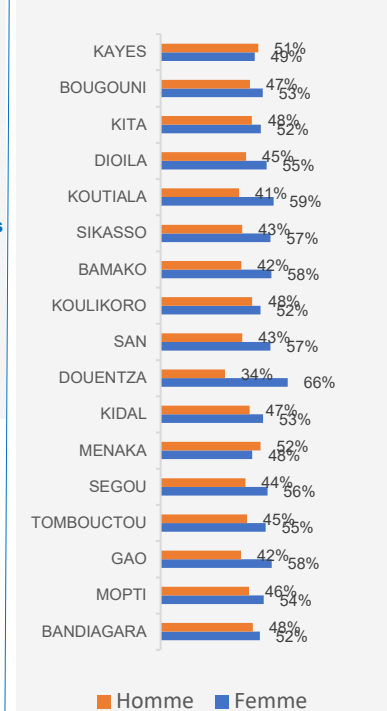 KAYES 51% 49%
BOUGOUNI 47% 53%
KITA 48% 52%
DIOILA 45% 55%
KOUTIALA 41% 59%
s
SIKASSO 43% 57%
BAMAKO 42% 58%
KOULIKORO 48% 52%
SAN 43% 57%
DOUENTZA 34% 66%
KIDAL 47% 53%
MENAKA 52% 48%
SEGOU 44% 56%
TOMBOUCTOU 45% 55%
GAO 42% 58%
MOPTI 46% 54%
BANDIAGARA 48% 52%
Homme Femme